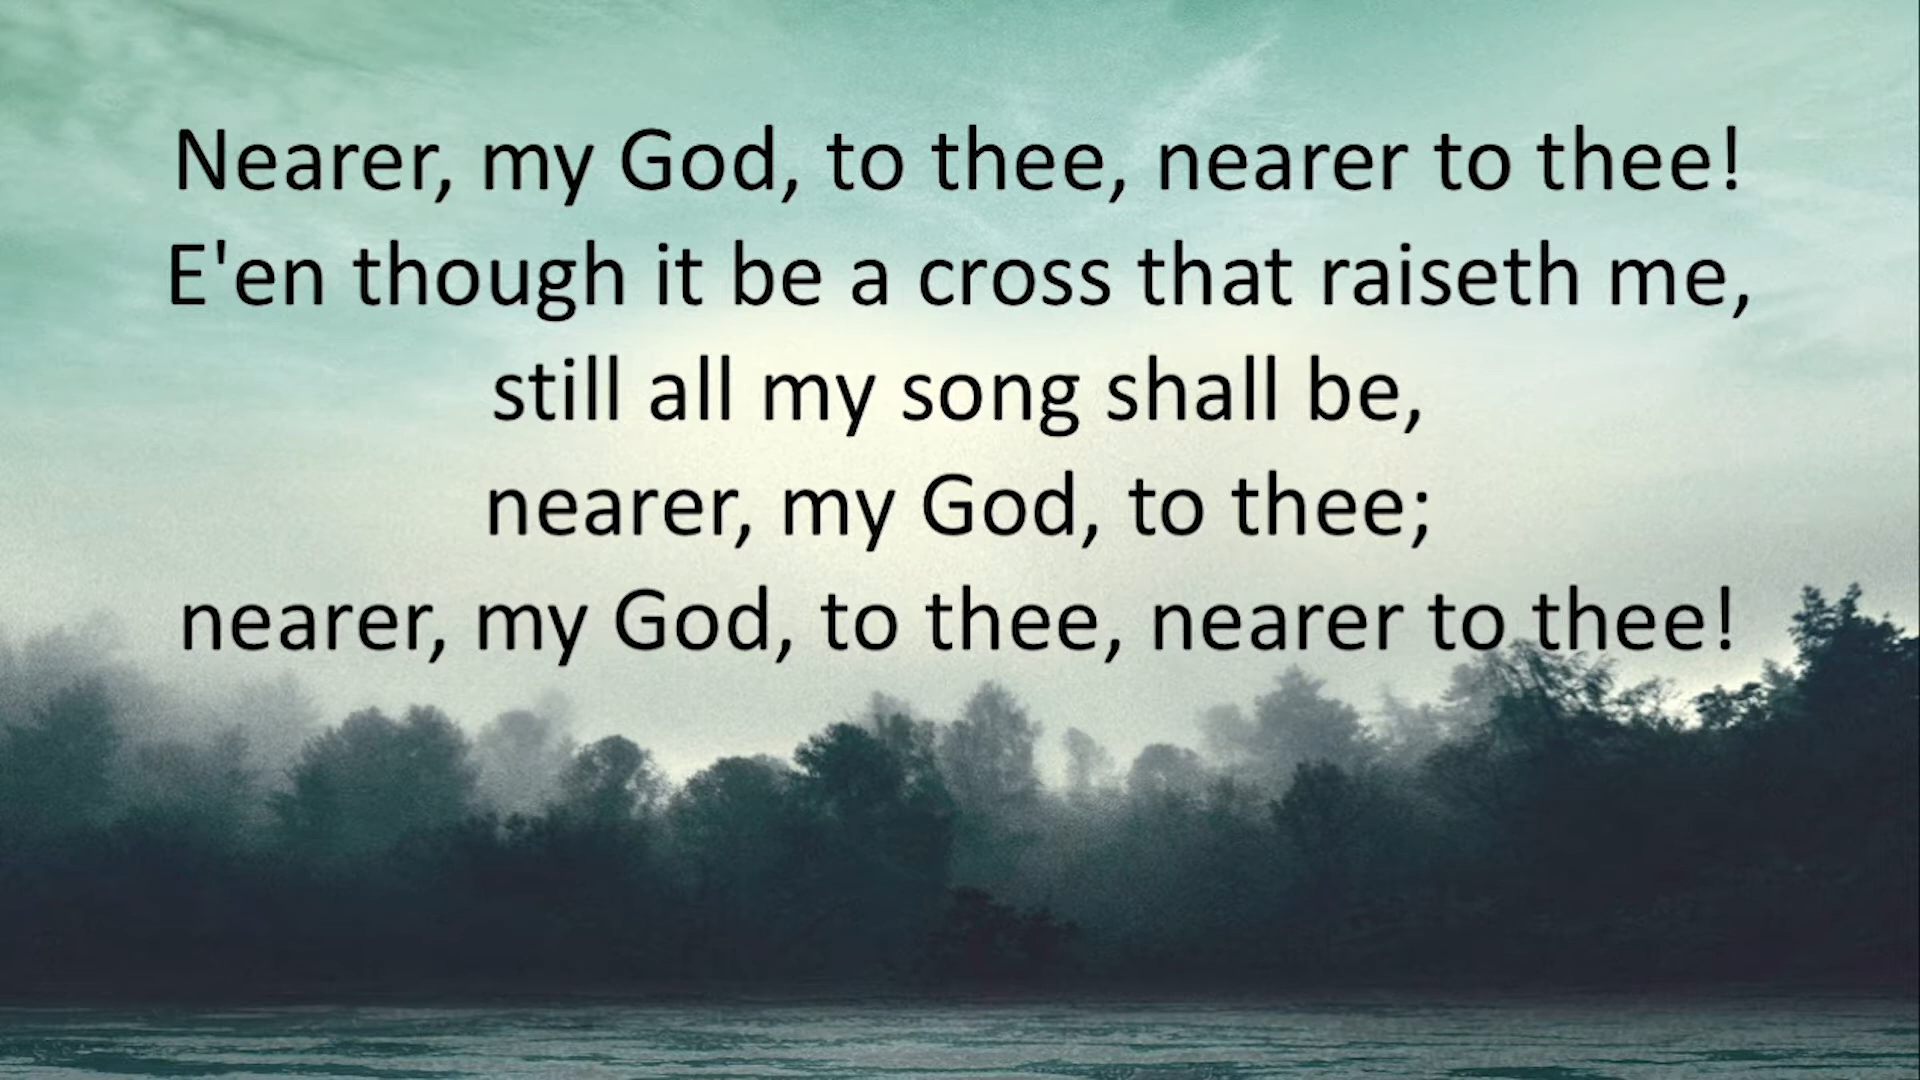 Nearer, my God, to thee, nearer to thee!
E'en though it be a cross that raiseth me,
still all my song shall be,
nearer, my God, to thee;
nearer, my God, to thee, nearer to thee!